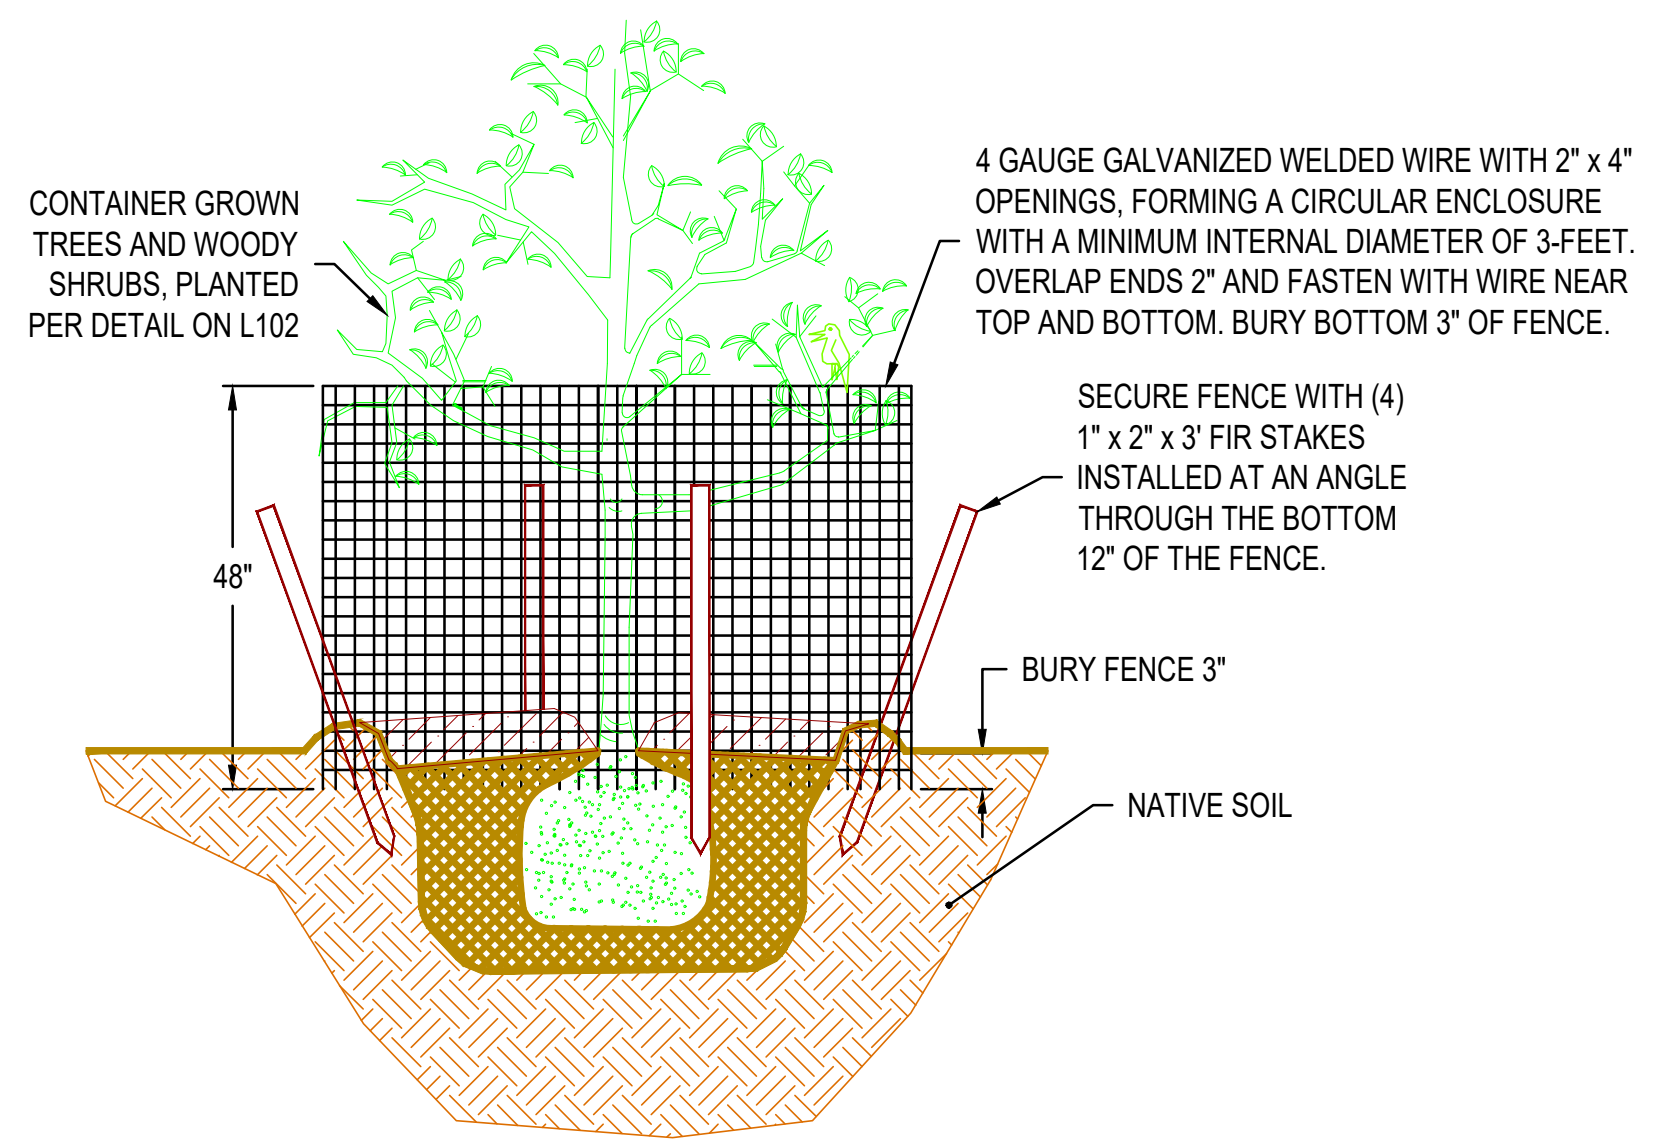 CONTAINER GROWN
TREES AND WOODY
SHRUBS, PLANTED
PER DETAIL ON L102
4 GAUGE GALVANIZED WELDED WIRE WITH 2" x 4"
OPENINGS, FORMING A CIRCULAR ENCLOSURE
WITH A MINIMUM INTERNAL DIAMETER OF 3-FEET.
OVERLAP ENDS 2" AND FASTEN WITH WIRE NEAR
TOP AND BOTTOM. BURY BOTTOM 3" OF FENCE.
SECURE FENCE WITH (4)
1" x 2" x 3' FIR STAKES
INSTALLED AT AN ANGLE
THROUGH THE BOTTOM
12" OF THE FENCE.
48"
BURY FENCE 3"
NATIVE SOIL